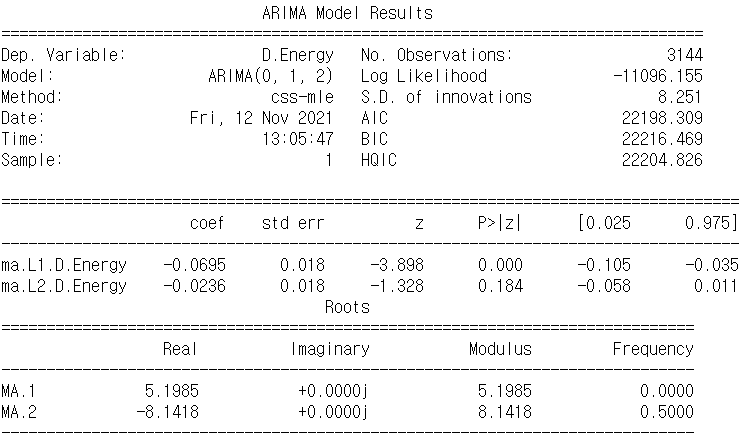 ARIMA Model Results
==============================================================================
Dep. Variable: D.Energy No. Observations: 3144
Model: ARIMA(0, 1, 2) Log Likelihood -11096.155
Method: css-mle S.D. of innovations 8.251
Date: Fri, 12 Nov 2021 AIC 22198.309
Time: 13:05:47 BIC 22216.469
Sample: 1 HQIC 22204.826
==============================================================================
coef std err z P>|z| [0.025 0.975]
------------------------------------------------------------------------------
ma.L1.D.Energy -0.0695 0.018 -3.898 0.000 -0.105 -0.035
ma.L2.D.Energy -0.0236 0.018 -1.328 0.184 -0.058 0.011
Roots
==============================================================================
Real Imaginary Modulus Frequency
------------------------------------------------------------------------------
MA.1 5.1985 +0.0000j 5.1985 0.0000
MA.2 -8.1418 +0.0000j 8.1418 0.5000
------------------------------------------------------------------------------